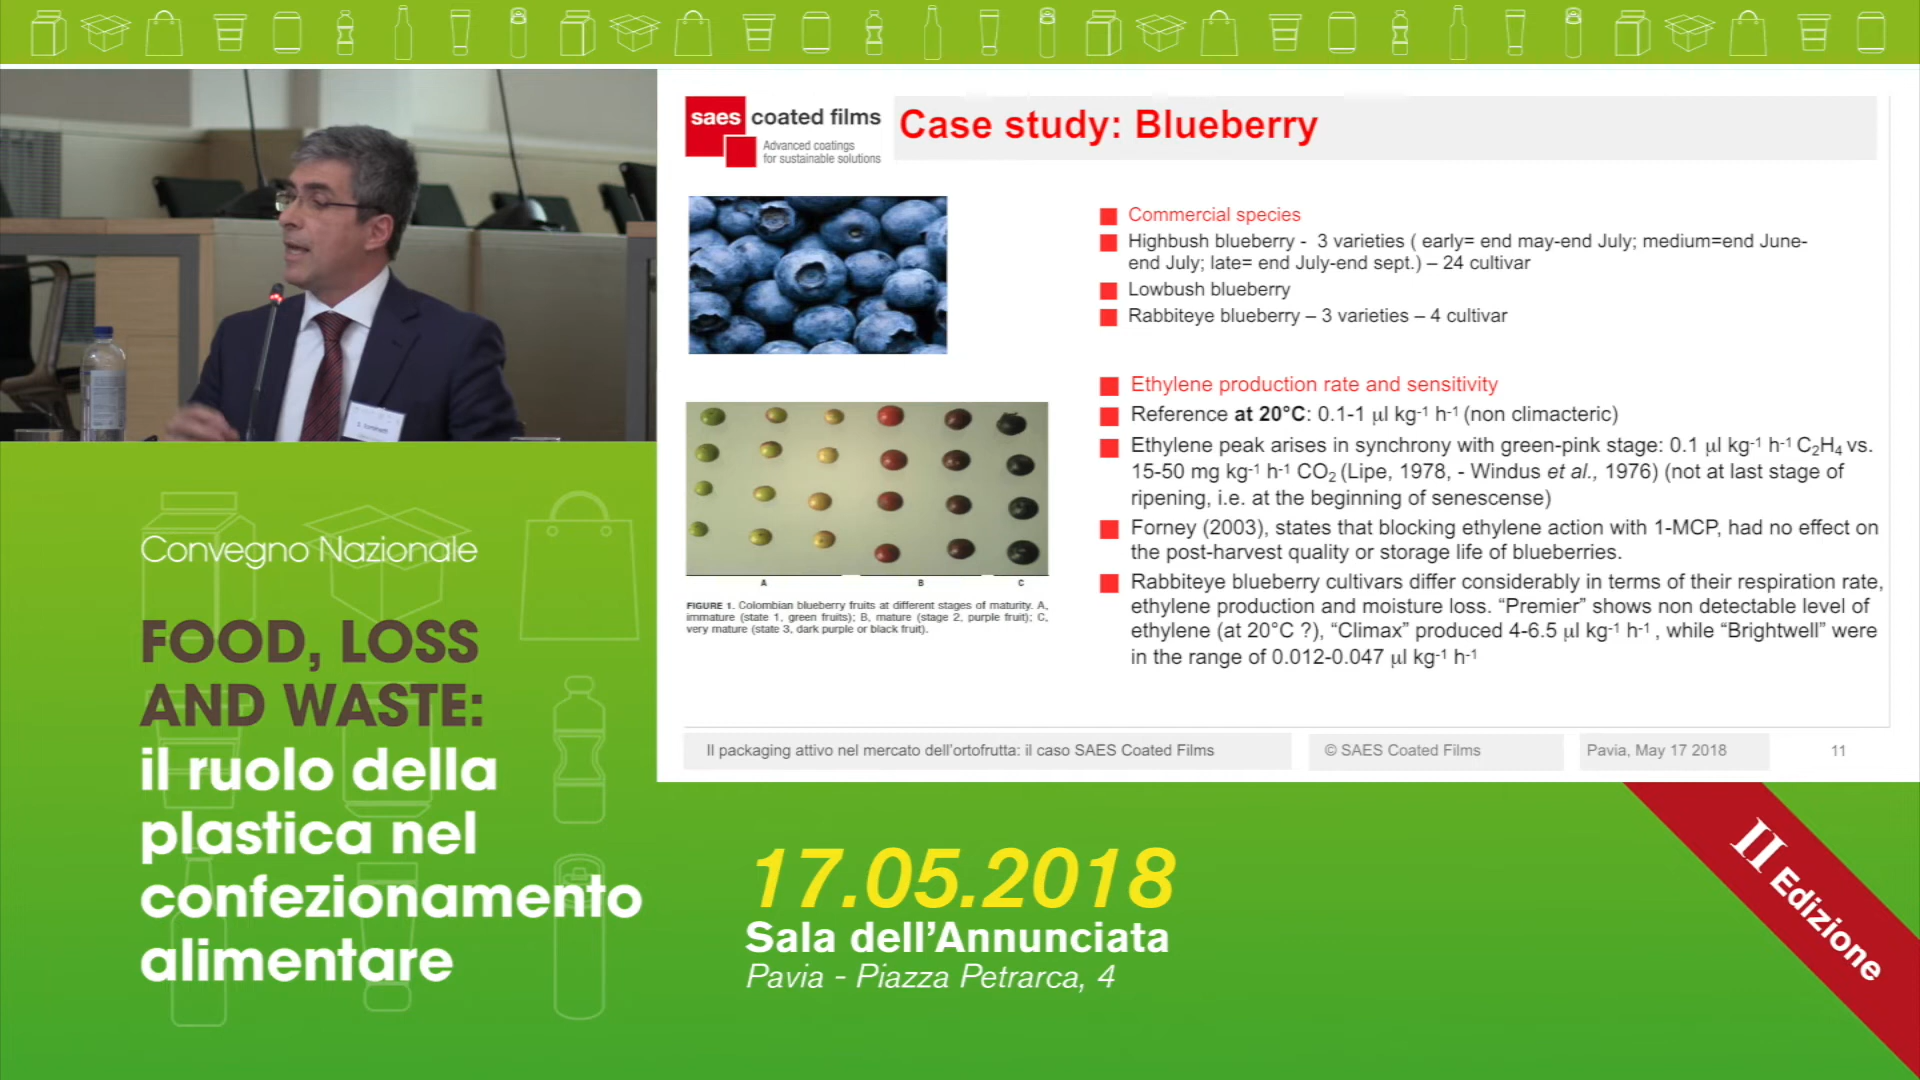 saes coated films
Advanced coatings
for sustainable solutions
Case study: Blueberry
Commercial species
Highbush blueberry - 3 varieties ( early= end may-end July; medium=end June-
end July; late= end July-end sept.) – 24 cultivar
Lowbush blueberry
Rabbiteye blueberry – 3 varieties – 4 cultivar
Ethylene production rate and sensitivity
Reference at 20°C: 0.1-1 µl kg-1 h-1 (non climacteric)
Ethylene peak arises in synchrony with green-pink stage: 0.1 µl kg-1 h-1 C2H4 vs.
15-50 mg kg-1 h-1 CO2 (Lipe, 1978, - Windus et al., 1976) (not at last stage of
ripening, i.e. at the beginning of senescense)
Forney (2003), states that blocking ethylene action with 1-MCP, had no effect on
the post-harvest quality or storage life of blueberries.
Rabbiteye blueberry cultivars differ considerably in terms of their respiration rate,
ethylene production and moisture loss. “Premier” shows non detectable level of
ethylene (at 20°C ?), “Climax” produced 4-6.5 µl kg-1 h-1 , while “Brightwell” were
in the range of 0.012-0.047 µl kg-1 h-1
A B C
FIGURE 1. Colombian blueberry fruits at different stages of maturity. A,
immature (state 1, green fruits); B, mature (stage 2, purple fruit); C,
very mature (state 3, dark purple or black fruit).
Il packaging attivo nel mercato dell’ortofrutta: il caso SAES Coated Films
© SAES Coated Films
Pavia, May 17 2018
11
Convegno Nazionale
FOOD, LOSS
AND WASTE:
il ruolo della
plastica nel
confezionamento
alimentare
17.05.2018
Sala dell’Annunciata
Pavia - Piazza Petrarca, 4
II Edizione